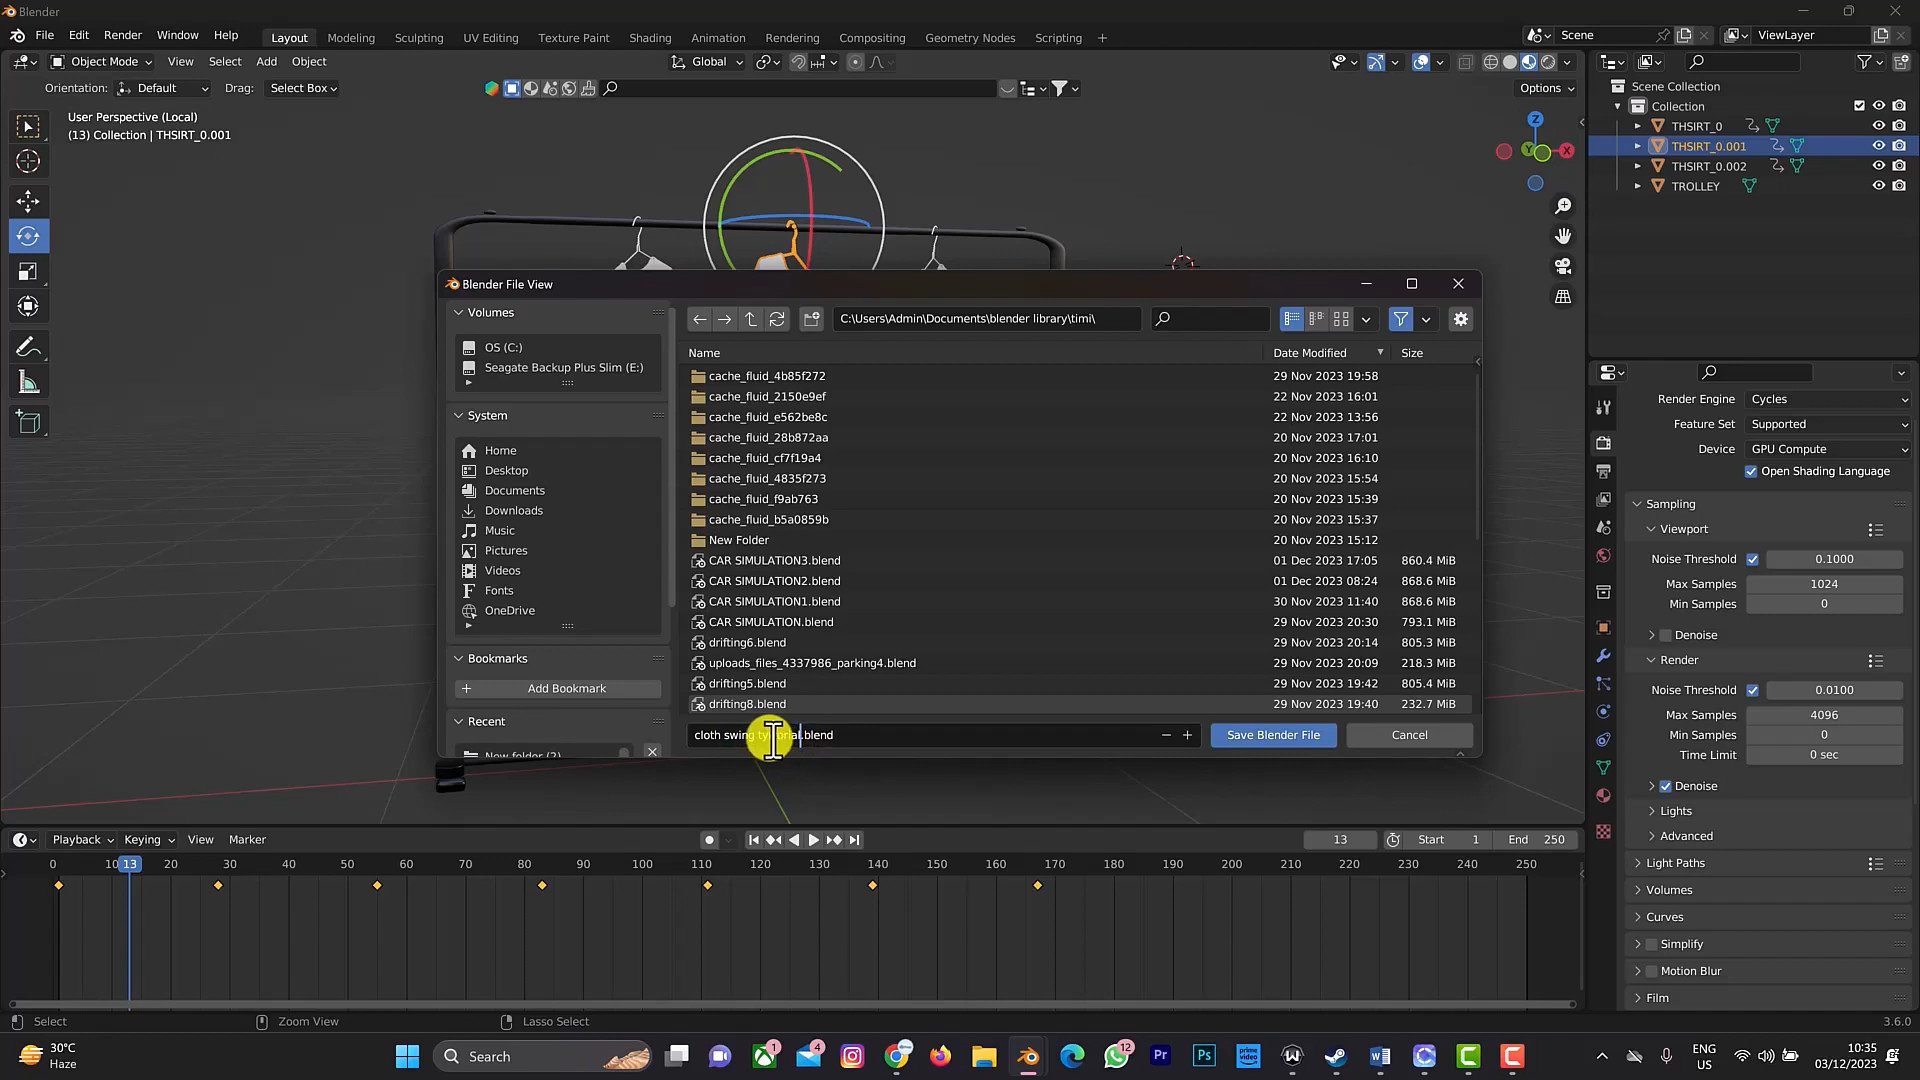 Blender
File Edit Render Window Help Layout Modeling Sculpting UV Editing Texture Paint Shading Animation Rendering Compositing Geometry Nodes Scripting + Scene ViewLayer
Object Mode View Select Add Object Global
Orientation: Default Drag: Select Box Options
User Perspective (Local)
(13) Collection | THSIRT_0.001
Z
Y
X
Scene Collection
Collection
THSIRT_0
THSIRT_0.001
THSIRT_0.002
TROLLEY
Blender File View
Volumes
OS (C:)
Seagate Backup Plus Slim (E:)
System
Home
Desktop
Documents
Downloads
Music
Pictures
Videos
Fonts
OneDrive
Bookmarks
Add Bookmark
Recent
New folder (2)
C:\Users\Admin\Documents\blender library\timi\
Name Date Modified Size
cache_fluid_4b85f272 29 Nov 2023 19:58
cache_fluid_2150e9ef 22 Nov 2023 16:01
cache_fluid_e562be8c 22 Nov 2023 13:56
cache_fluid_28b872aa 20 Nov 2023 17:01
cache_fluid_cf7f19a4 20 Nov 2023 16:10
cache_fluid_4835f273 20 Nov 2023 15:54
cache_fluid_f9ab763 20 Nov 2023 15:39
cache_fluid_b5a0859b 20 Nov 2023 15:37
New Folder 20 Nov 2023 15:12
CAR SIMULATION3.blend 01 Dec 2023 17:05 860.4 MiB
CAR SIMULATION2.blend 01 Dec 2023 08:24 868.6 MiB
CAR SIMULATION1.blend 30 Nov 2023 11:40 868.6 MiB
CAR SIMULATION.blend 29 Nov 2023 20:30 793.1 MiB
drifting6.blend 29 Nov 2023 20:14 805.3 MiB
uploads_files_4337986_parking4.blend 29 Nov 2023 20:09 218.3 MiB
drifting5.blend 29 Nov 2023 19:42 805.4 MiB
drifting8.blend 29 Nov 2023 19:40 232.7 MiB
cloth swing .blend
Save Blender File Cancel
Render Engine Cycles
Feature Set Supported
Device GPU Compute
Open Shading Language
Sampling
Viewport
Noise Threshold 0.1000
Max Samples 1024
Min Samples 0
Denoise
Render
Noise Threshold 0.0100
Max Samples 4096
Min Samples 0
Time Limit 0 sec
Denoise
Lights
Advanced
Light Paths
Volumes
Curves
Simplify
Motion Blur
Film
Playback Keying View Marker 13 Start 1 End 250
0 10 13 20 30 40 50 60 70 80 90 100 110 120 130 140 150 160 170 180 190 200 210 220 230 240 250
Select Zoom View Lasso Select 3.6.0
30°C
Haze
Search
1
4
12
Pr
Ps
prime video
ENG
US
10:35
03/12/2023